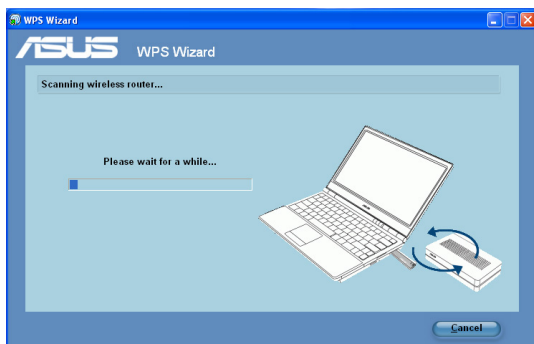 WPS Wizard
ASUS WPS Wizard
Scanning wireless router...
Please wait for a while...
Cancel